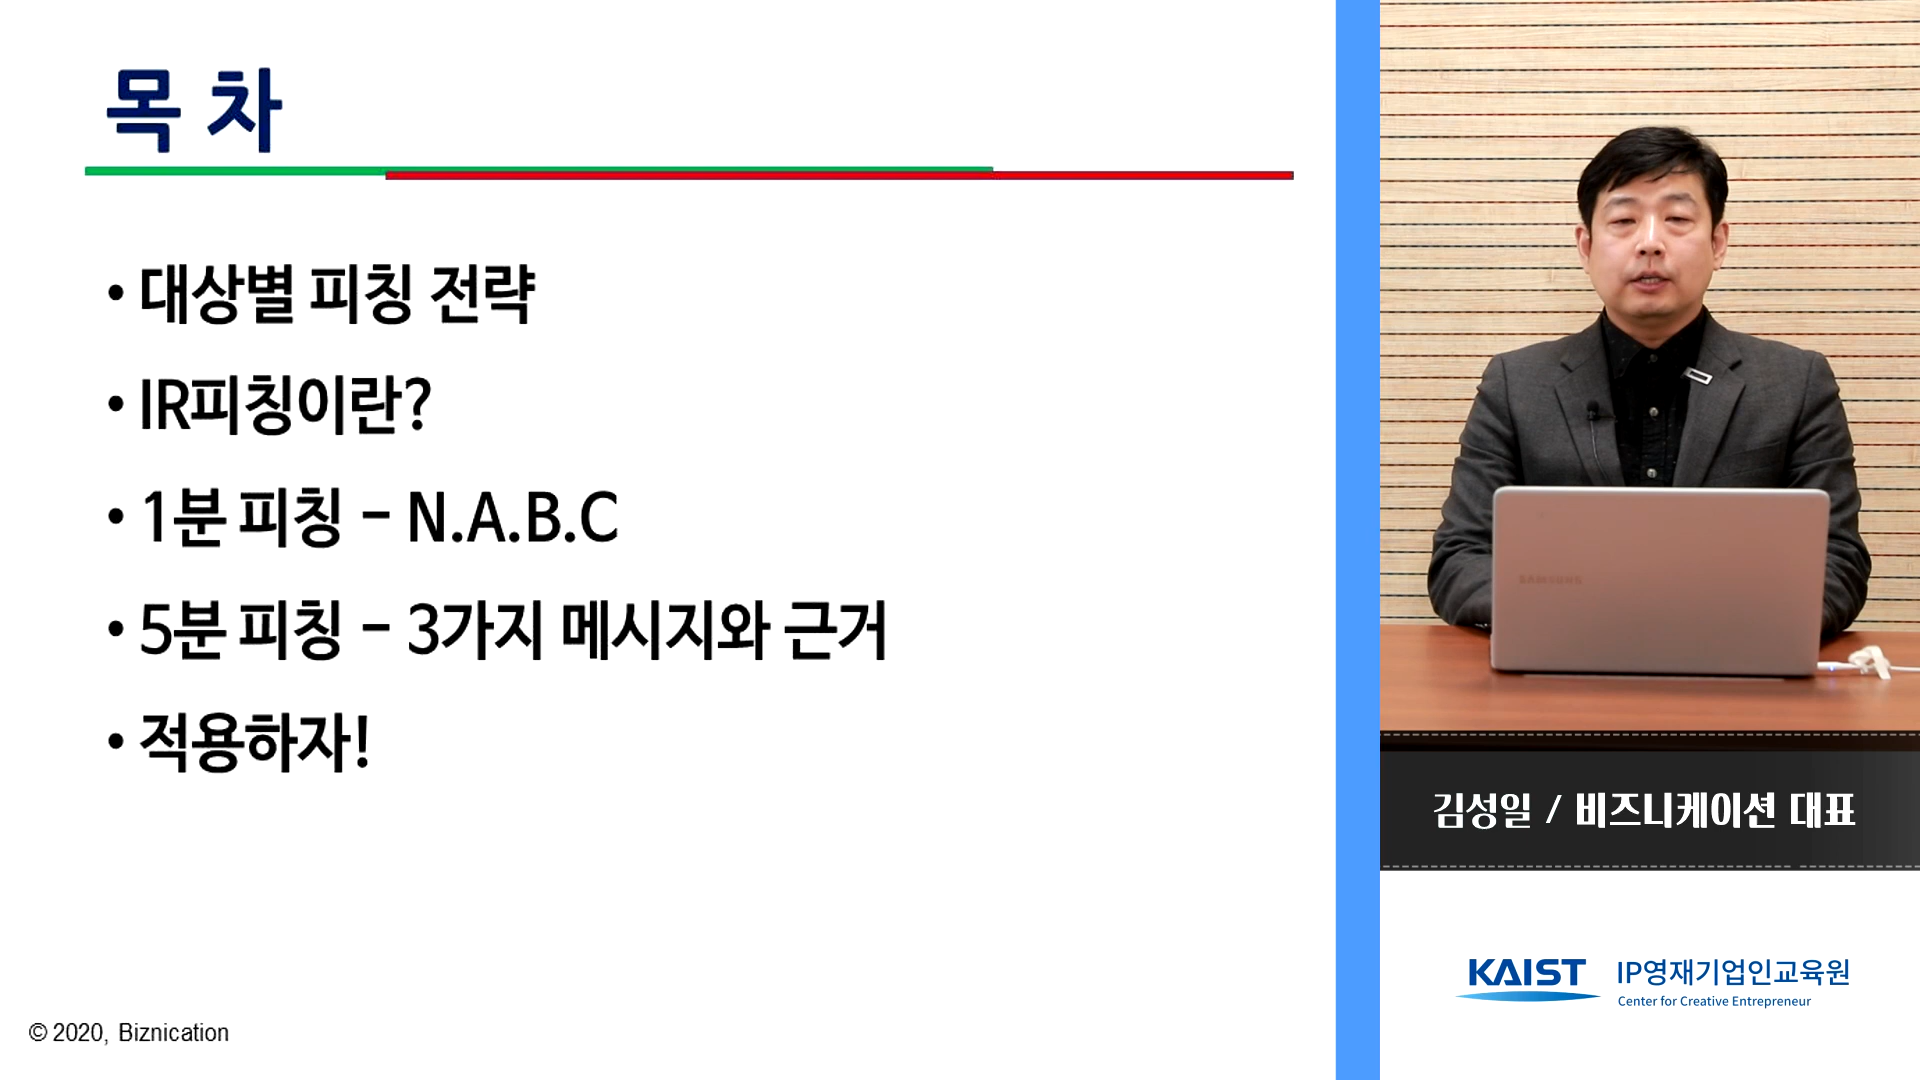 목 차
• 대상별 피칭 전략
• IR피칭이란?
• 1분 피칭 - N.A.B.C
• 5분 피칭 - 3가지 메시지와 근거
• 적용하자!
© 2020, Biznication
SAMSUNG
김성일 / 비즈니케이션 대표
KAIST IP영재기업인교육원
Center for Creative Entrepreneur